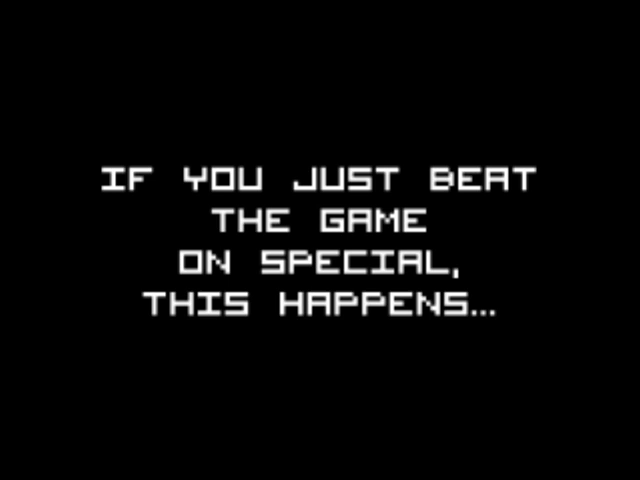 IF YOU JUST BEAT
THE GAME
ON SPECIAL,
THIS HAPPENS...